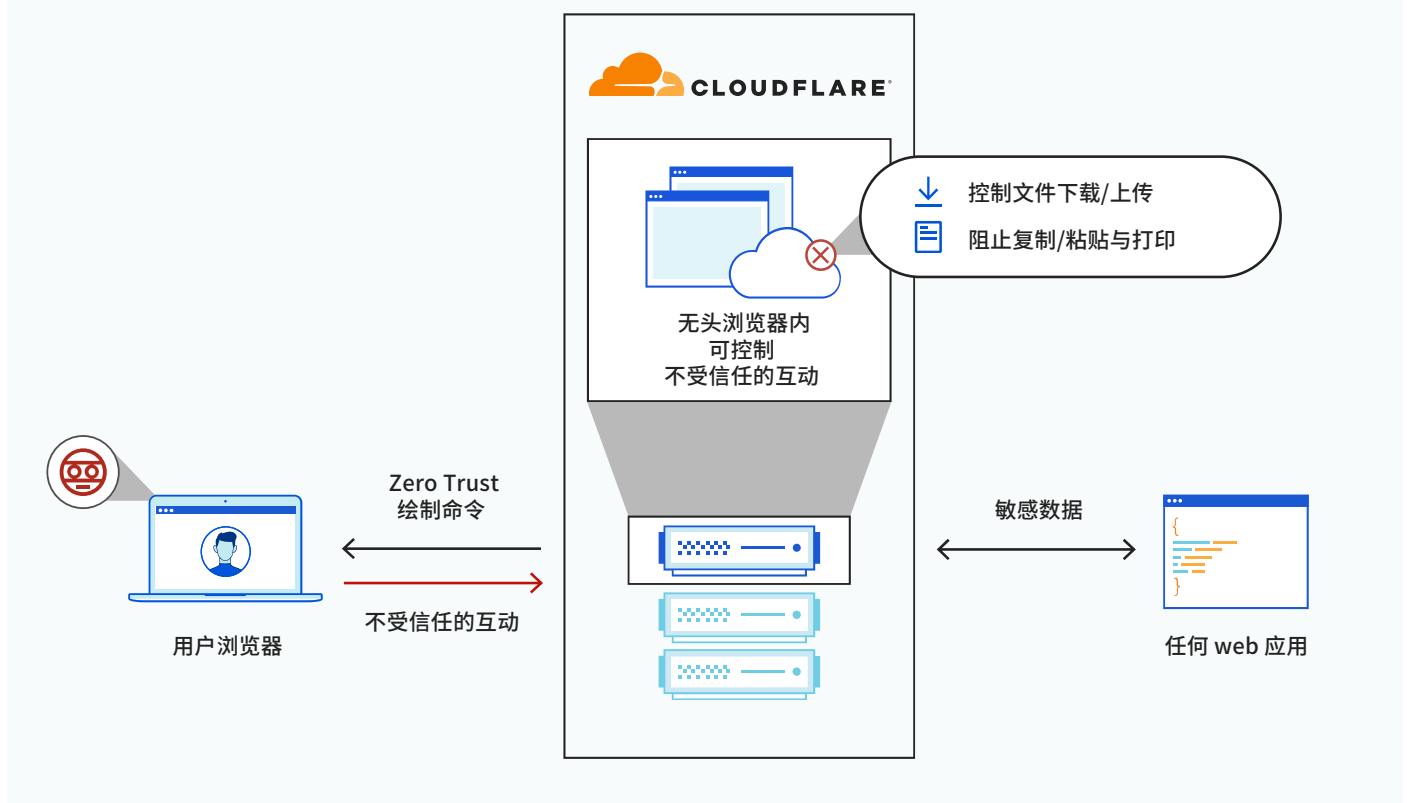 CLOUDFLARE
控制文件下载/上传
阻止复制/粘贴与打印
无头浏览器内
可控制
不受信任的互动
Zero Trust
绘制命令
不受信任的互动
用户浏览器
敏感数据
{
}
任何 web 应用